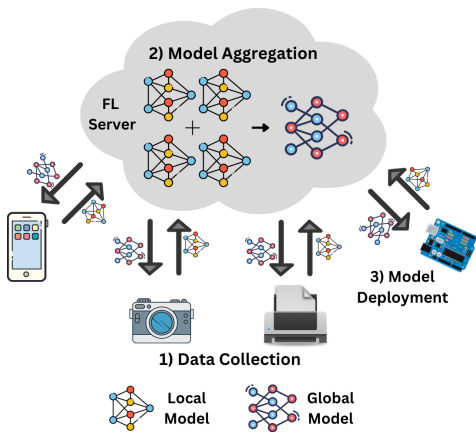 2) Model Aggregation
FL
Server
+
3) Model
Deployment
1) Data Collection
Local
Model
Global
Model